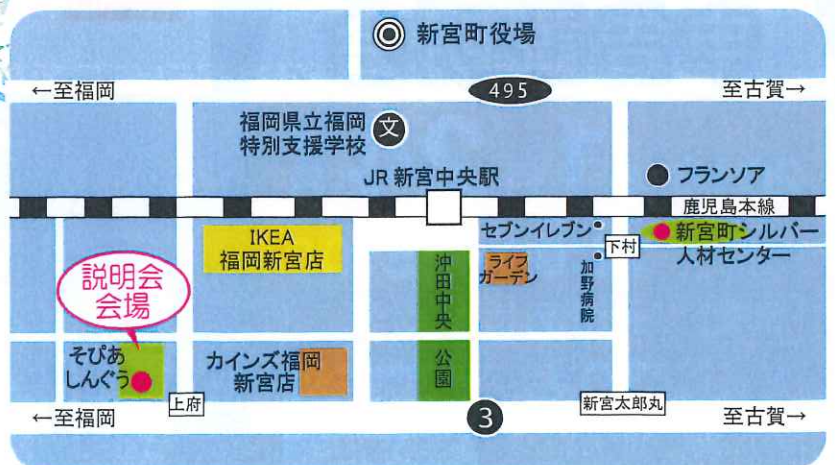 新宮町役場
←至福岡
495
至古賀→
福岡県立福岡
特別支援学校
文
JR 新宮中央駅
フランソア
鹿児島本線
IKEA
福岡新宮店
セブンイレブン
下村
新宮町シルバー
人材センター
説明会
会場
沖田中央
公園
ライフ
ガーデン
加野病院
そぴあ
しんぐう
カインズ福岡
新宮店
上府
新宮太郎丸
←至福岡
3
至古賀→